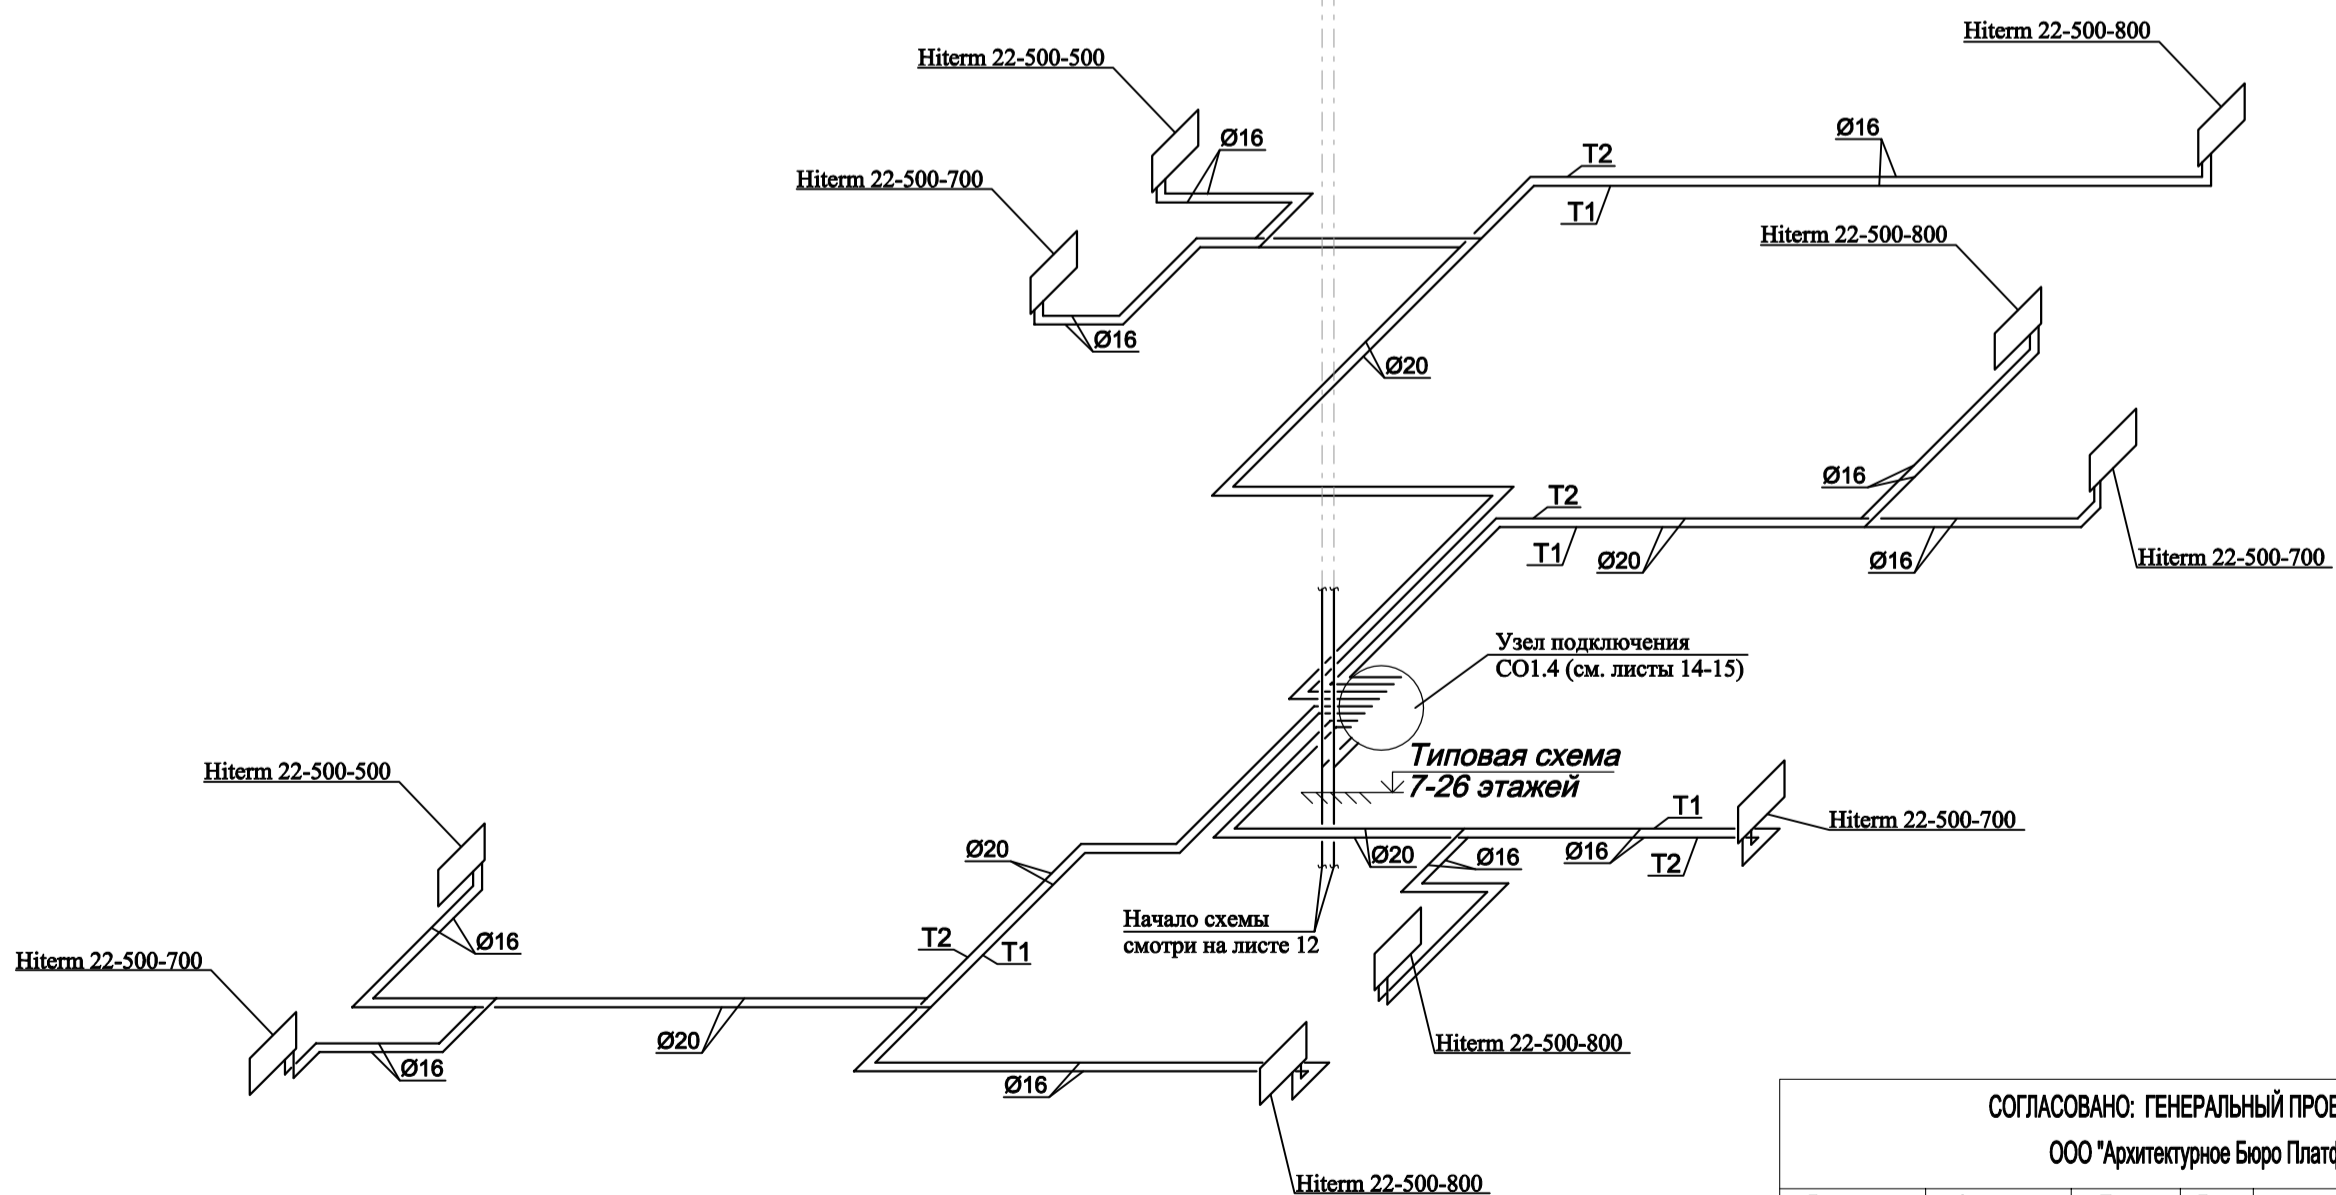 Hiterm 22-500-800
Hiterm 22-500-500
Ø16
Ø16
T2
Hiterm 22-500-700
T1
Hiterm 22-500-800
Ø16
Ø20
Ø16
T2
T1
Ø20
Ø16
Hiterm 22-500-700
Узел подключения
СО1.4 (см. листы 14-15)
Типовая схема
7-26 этажей
Hiterm 22-500-500
T1
Hiterm 22-500-700
Ø20
Ø20
Ø16
Ø16
T2
Начало схемы
смотри на листе 12
Ø16
T2
T1
Hiterm 22-500-700
Ø20
Hiterm 22-500-800
Ø16
Ø16
СОГЛАСОВАНО: ГЕНЕРАЛЬНЫЙ ПРОЕ
ООО "Архитектурное Бюро Платф
Hiterm 22-500-800